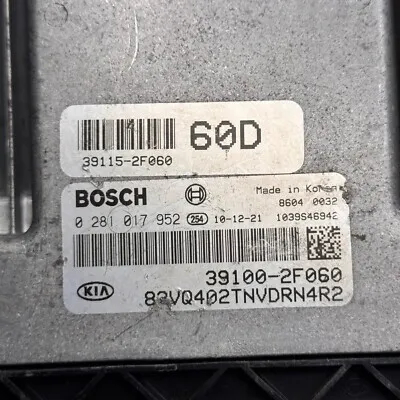 60D
39115-2F060
BOSCH
Made in Korea
8604 0032
0 281 017 952 254 10-12-21 1039S46942
39100-2F060
KIA
83VQ402TNVDRN4R2